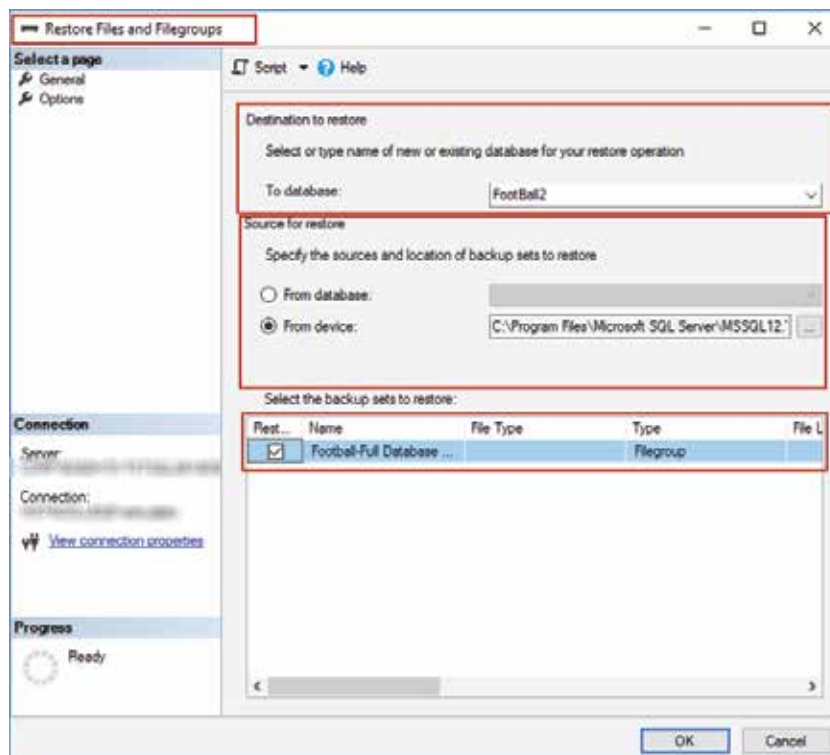 Restore Files and Filegroups
Select a page
General
Options
Script
Help
Destination to restore
Select or type name of new or existing database for your restore operation
To database:
FootBall2
Source for restore
Specify the sources and location of backup sets to restore
From database:
From device:
C:\Program Files\Microsoft SQL Server\MSSQL12.
...
Select the backup sets to restore:
Rest... Name File Type Type File L
Football-Full Database ... Filegroup
Connection
Server:
Connection:
View connection properties
Progress
Ready
OK Cancel